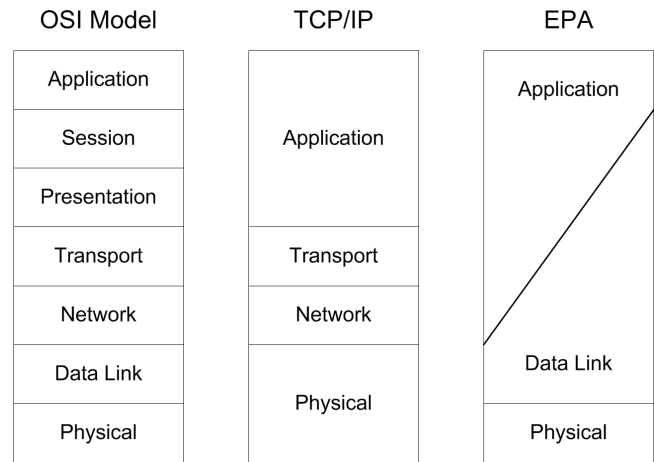 OSI Model
Application
Session
Presentation
Transport
Network
Data Link
Physical
TCP/IP
Application
Transport
Network
Physical
EPA
Application
Data Link
Physical